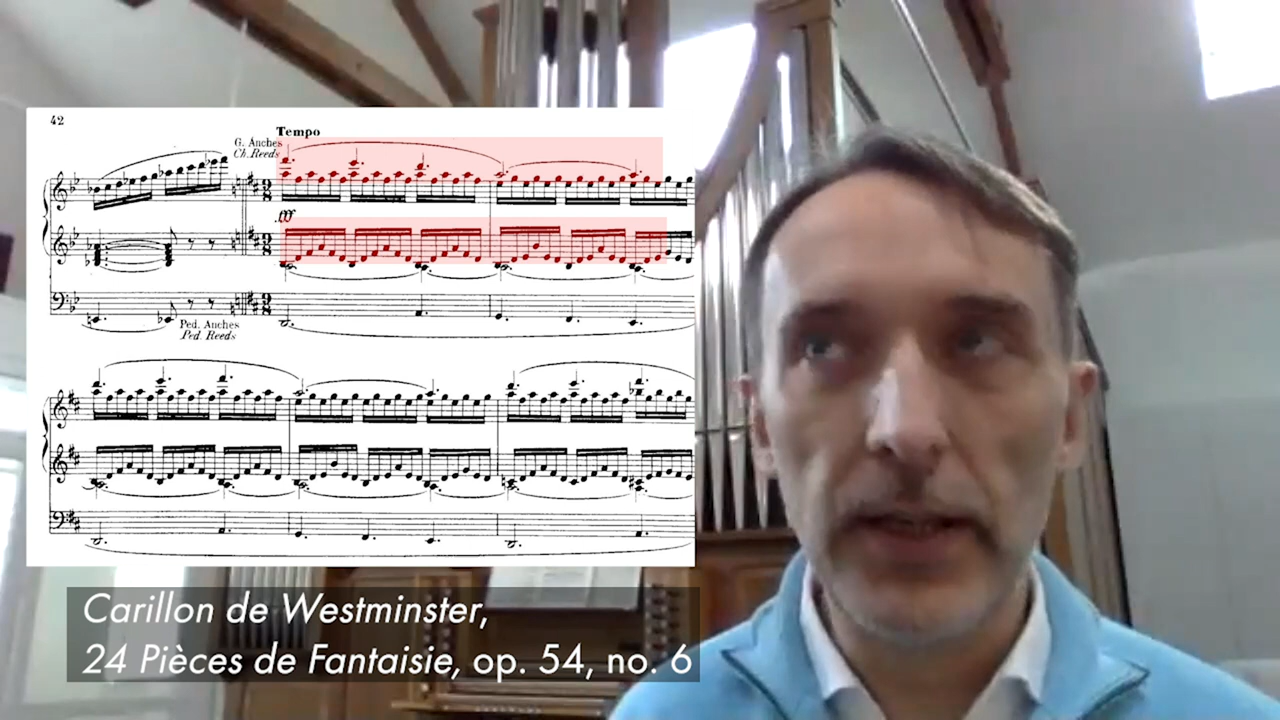 42
Tempo
G. Anches
Ch. Reeds
fff
Ped. Anches
Ped. Reeds
Carillon de Westminster,
24 Pièces de Fantaisie, op. 54, no. 6